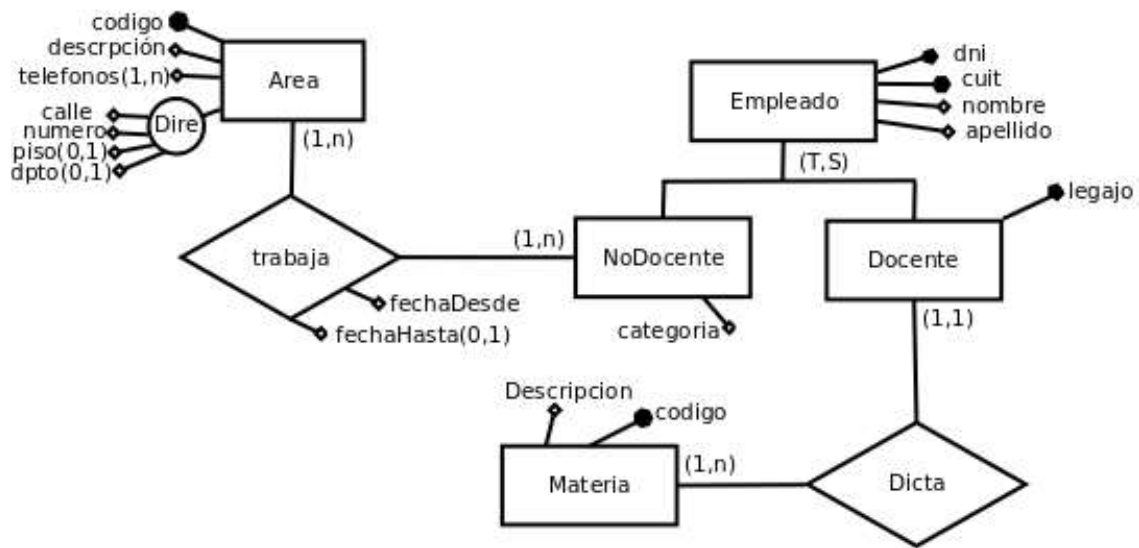 codigo
descrpción
telefonos(1,n)
Area
calle
numero
piso(0,1)
dpto(0,1)
Dire
(1,n)
trabaja
fechaDesde
fechaHasta(0,1)
(1,n)
Empleado
dni
cuit
nombre
apellido
(T,S)
NoDocente
categoria
Docente
legajo
(1,1)
Descripcion
codigo
Materia
(1,n)
Dicta